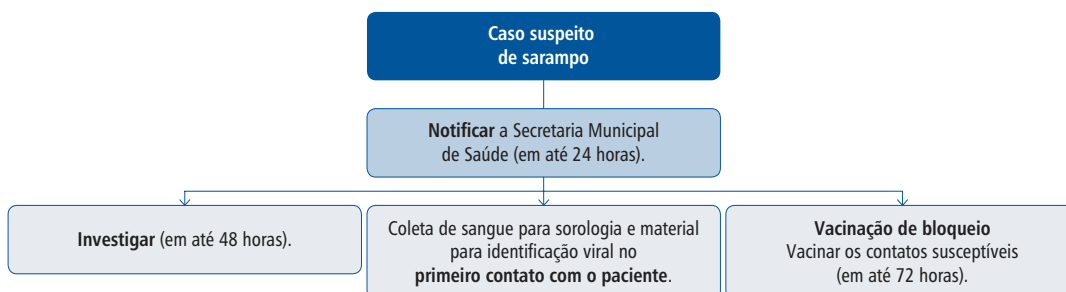 Caso suspeito
de sarampo
Notificar a Secretaria Municipal
de Saúde (em até 24 horas).
Investigar (em até 48 horas).
Coleta de sangue para sorologia e material
para identificação viral no
primeiro contato com o paciente.
Vacinação de bloqueio
Vacinar os contatos susceptíveis
(em até 72 horas).